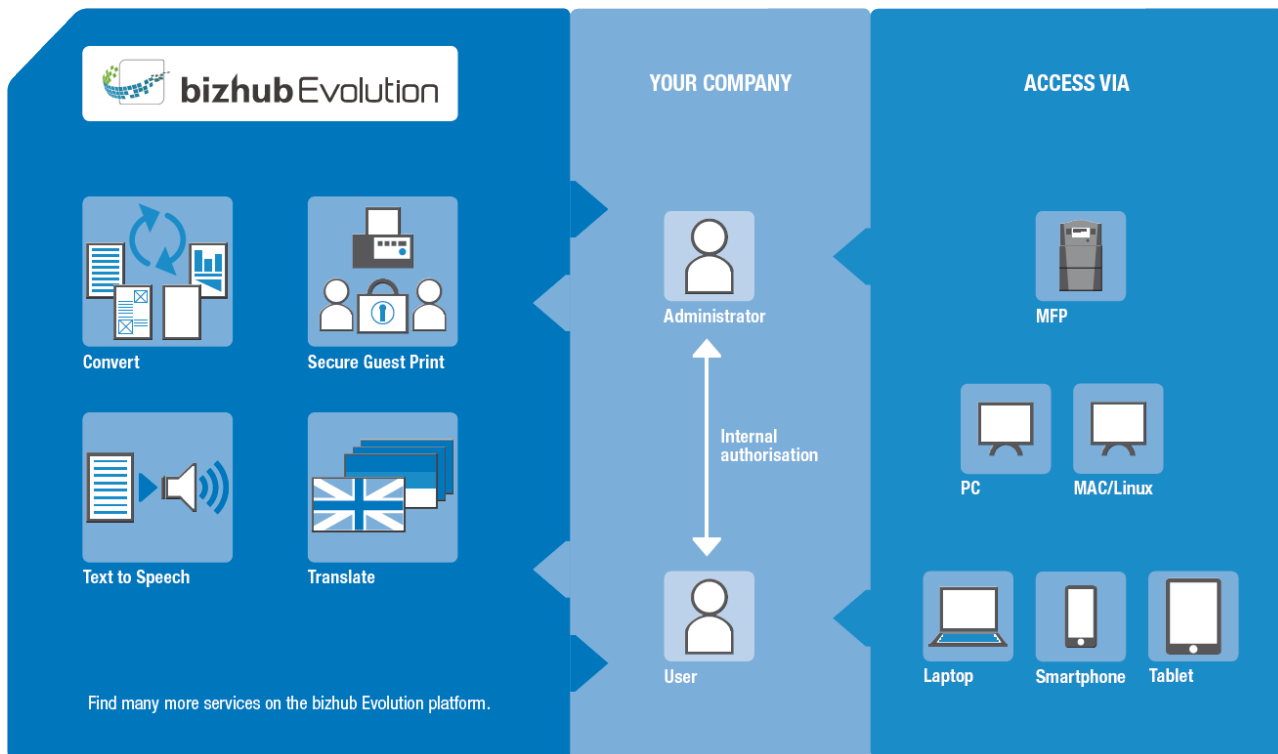 bizhub Evolution
YOUR COMPANY
ACCESS VIA
Convert
Secure Guest Print
Administrator
MFP
Internal
authorisation
PC
MAC/Linux
Text to Speech
Translate
User
Laptop
Smartphone
Tablet
Find many more services on the bizhub Evolution platform.